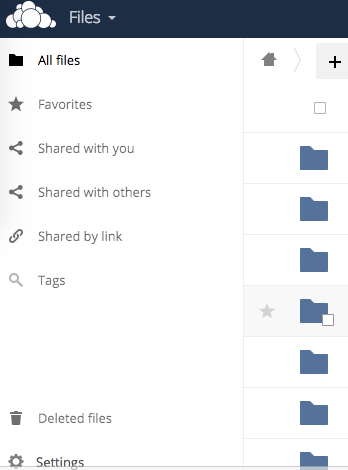 Files
All files
Favorites
Shared with you
Shared with others
Shared by link
Tags
Deleted files
Settings